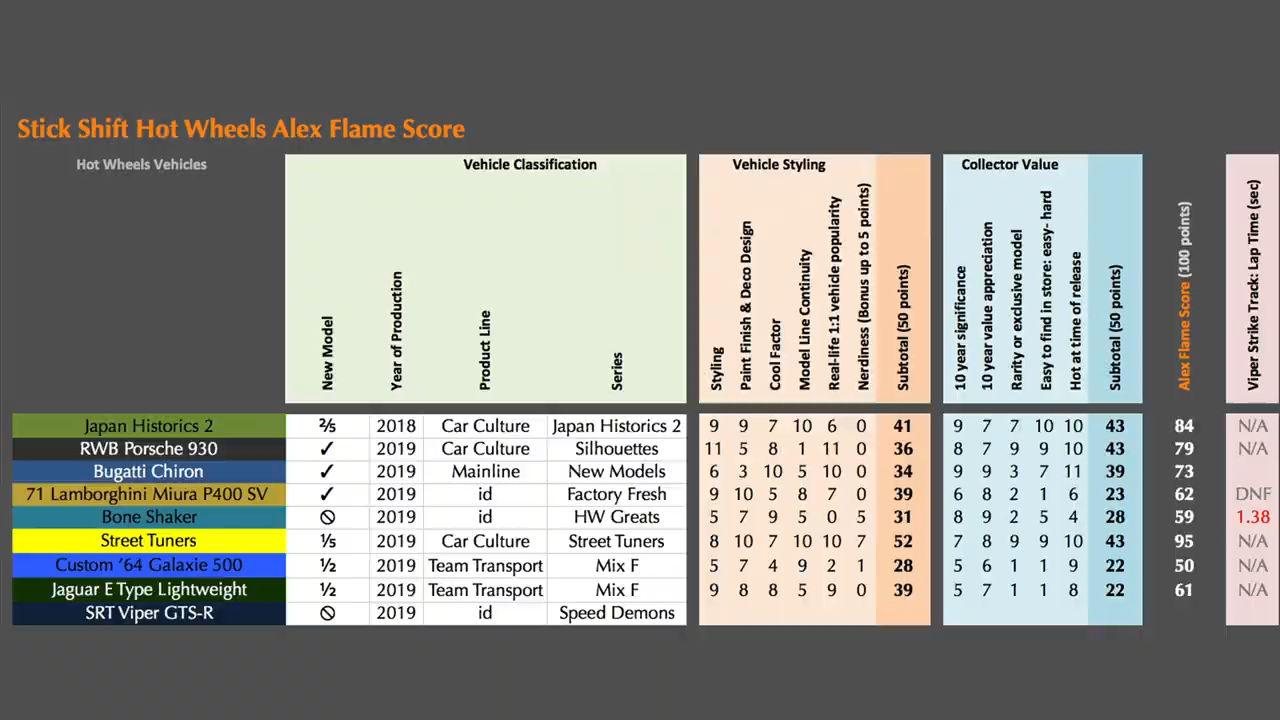 Stick Shift Hot Wheels Alex Flame Score
Hot Wheels Vehicles
Vehicle Classification
Vehicle Styling
Collector Value
New Model
Year of Production
Product Line
Series
Styling
Paint Finish & Deco Design
Cool Factor
Model Line Continuity
Real-life 1:1 vehicle popularity
Nerdiness (Bonus up to 5 points)
Subtotal (50 points)
10 year significance
10 year value appreciation
Rarity or exclusive model
Easy to find in store: easy- hard
Hot at time of release
Subtotal (50 points)
Alex Flame Score (100 points)
Viper Strike Track: Lap Time (sec)
Japan Historics 2 ⅖ 2018 Car Culture Japan Historics 2 9 9 7 10 6 0 41 9 7 7 10 10 43 84 N/A
RWB Porsche 930 ✓ 2019 Car Culture Silhouettes 11 5 8 1 11 0 36 8 7 9 9 10 43 79 N/A
Bugatti Chiron ✓ 2019 Mainline New Models 6 3 10 5 10 0 34 9 9 3 7 11 39 73
71 Lamborghini Miura P400 SV ✓ 2019 id Factory Fresh 9 10 5 8 7 0 39 6 8 2 1 6 23 62 DNF
Bone Shaker 2019 id HW Greats 5 7 9 5 0 5 31 8 9 2 5 4 28 59 1.38
Street Tuners ⅕ 2019 Car Culture Street Tuners 8 10 7 10 10 7 52 7 8 9 9 10 43 95 N/A
Custom ’64 Galaxie 500 ½ 2019 Team Transport Mix F 5 7 4 9 2 1 28 5 6 1 1 9 22 50 N/A
Jaguar E Type Lightweight ½ 2019 Team Transport Mix F 9 8 8 5 9 0 39 5 7 1 1 8 22 61 N/A
SRT Viper GTS-R 2019 id Speed Demons